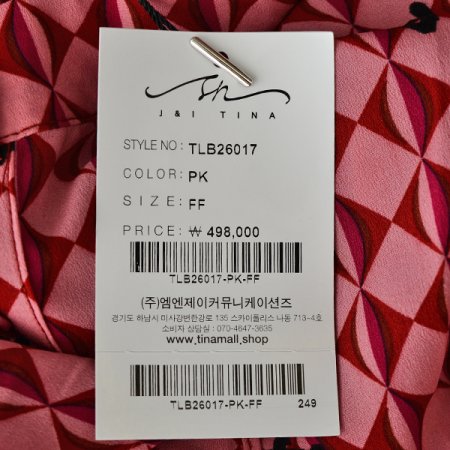 J & I TINA
STYLE NO: TLB26017
COLOR: PK
SIZE: FF
PRICE: ₩ 498,000
TLB26017-PK-FF
(주)엠엔제이커뮤니케이션즈
경기도 하남시 미사강변한강로 135 스카이폴리스 나동 713-4호
소비자 상담실 : 070-4647-3635
www.tinamall.shop
TLB26017-PK-FF 249